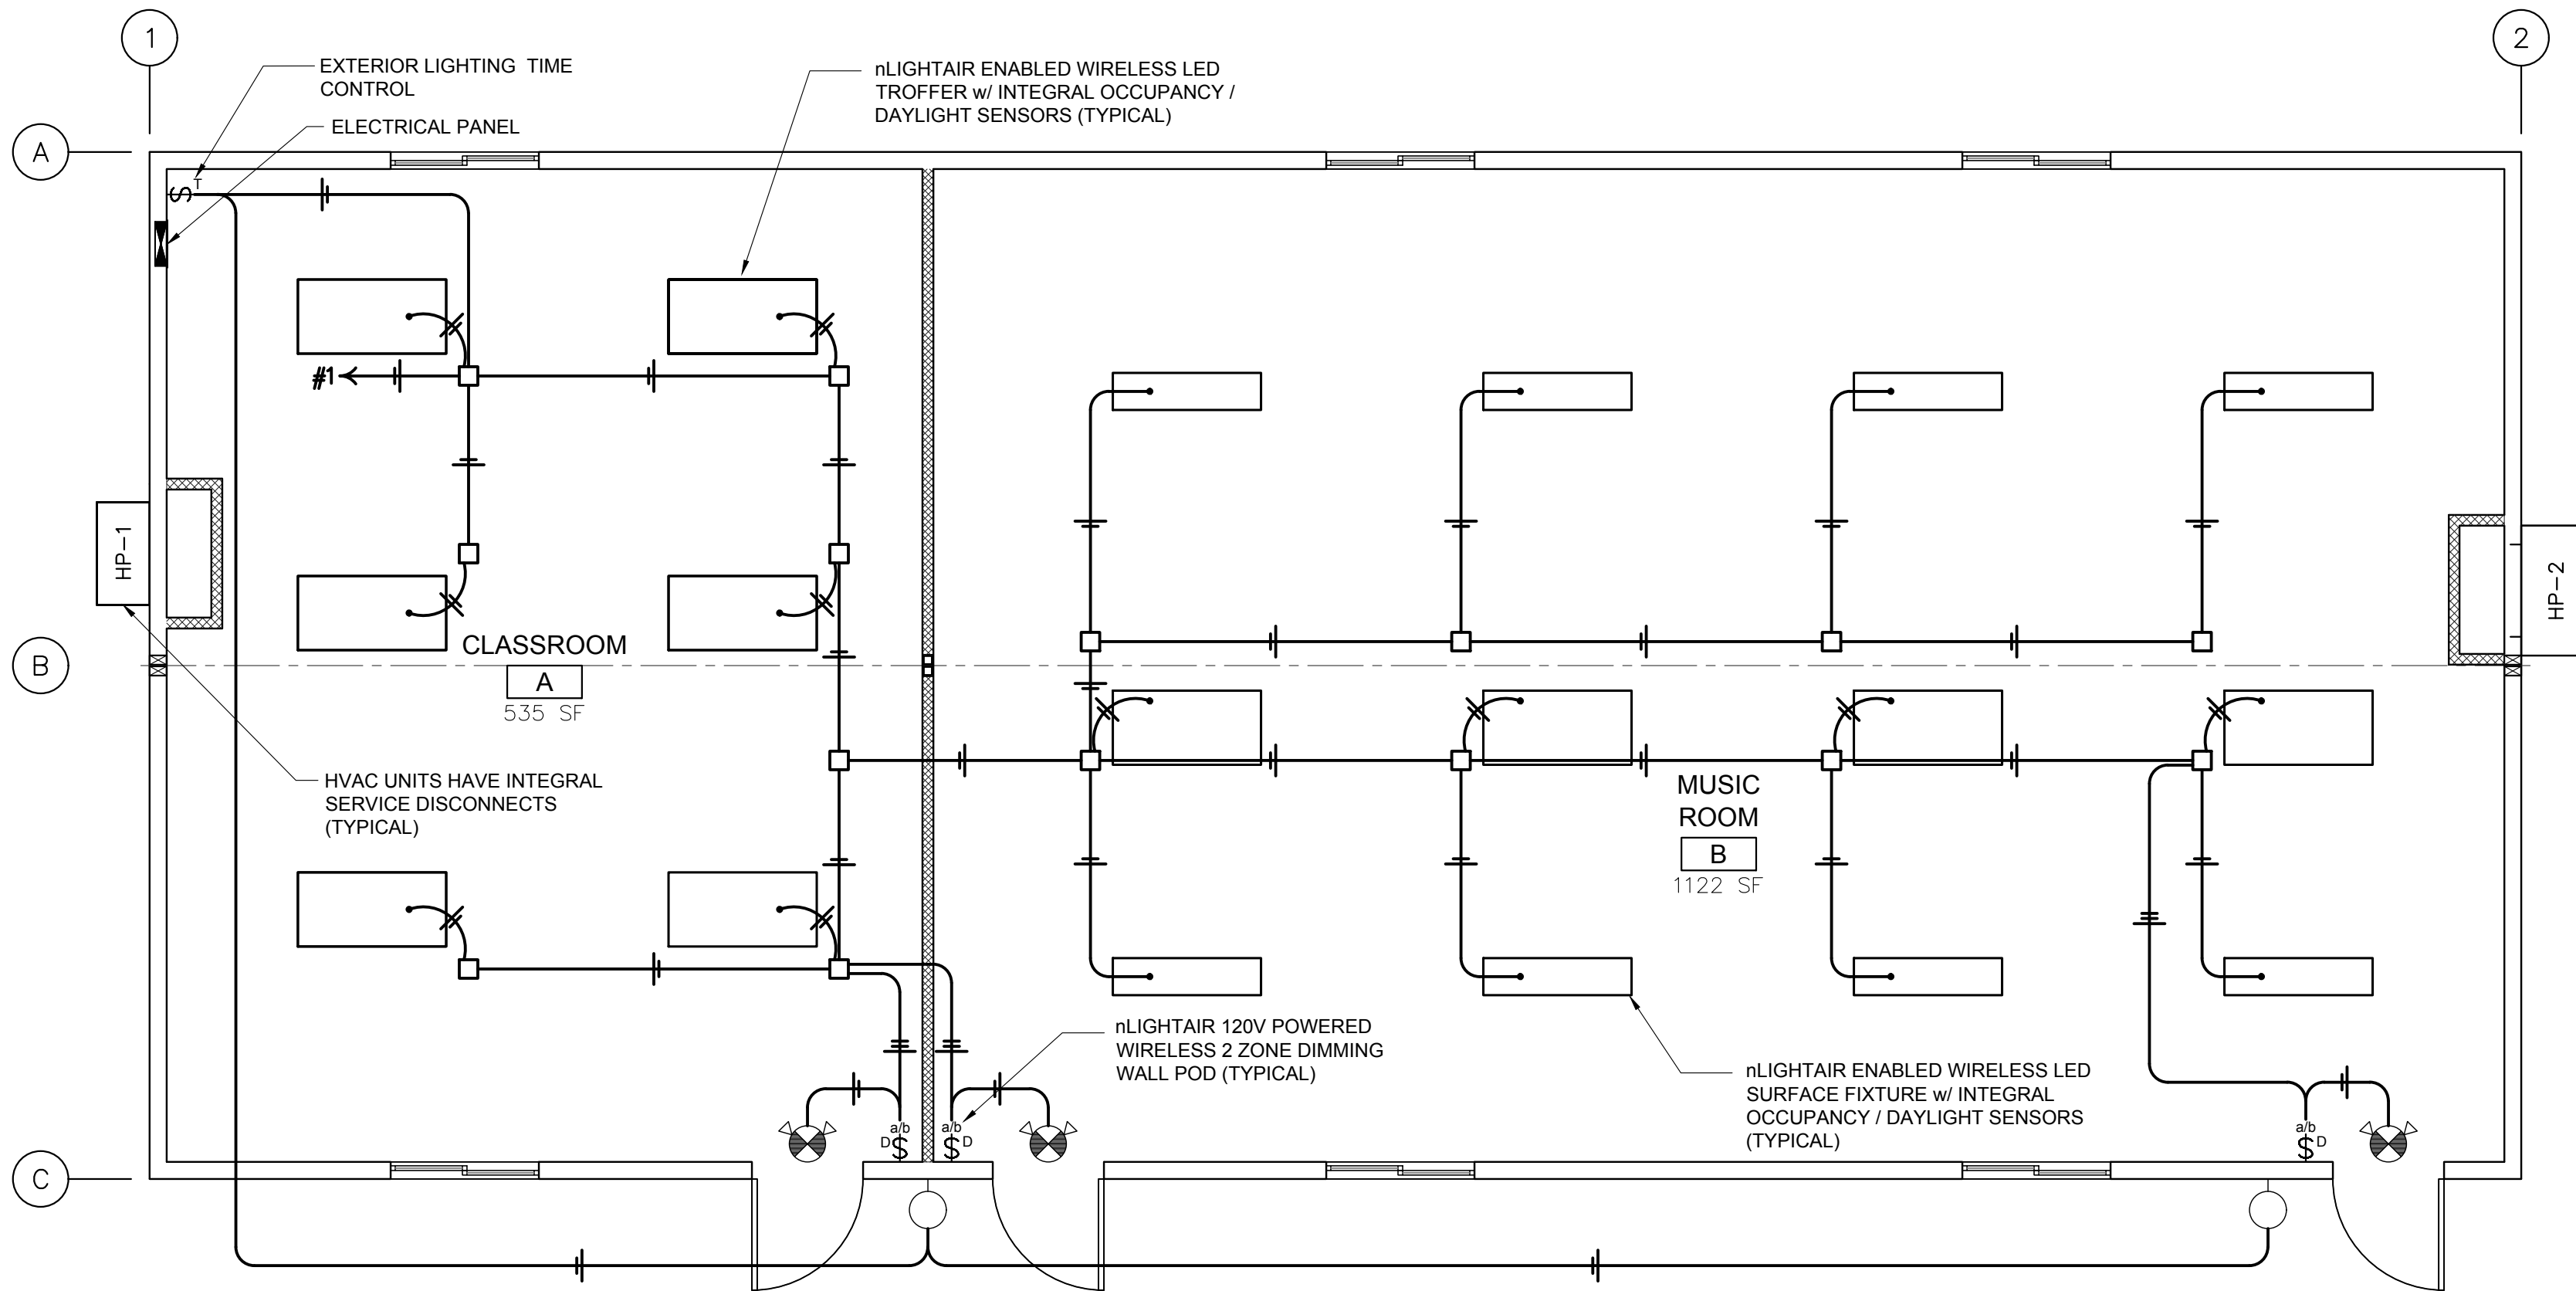 1
2
EXTERIOR LIGHTING TIME
CONTROL
ELECTRICAL PANEL
nLIGHTAIR ENABLED WIRELESS LED
TROFFER w/ INTEGRAL OCCUPANCY /
DAYLIGHT SENSORS (TYPICAL)
A
S T
#1
HP-1
HP-2
CLASSROOM
A
535 SF
B
HVAC UNITS HAVE INTEGRAL
SERVICE DISCONNECTS
(TYPICAL)
MUSIC
ROOM
B
1122 SF
nLIGHTAIR 120V POWERED
WIRELESS 2 ZONE DIMMING
WALL POD (TYPICAL)
nLIGHTAIR ENABLED WIRELESS LED
SURFACE FIXTURE w/ INTEGRAL
OCCUPANCY / DAYLIGHT SENSORS
(TYPICAL)
a/b
D$
a/b
$D
a/b
$D
C